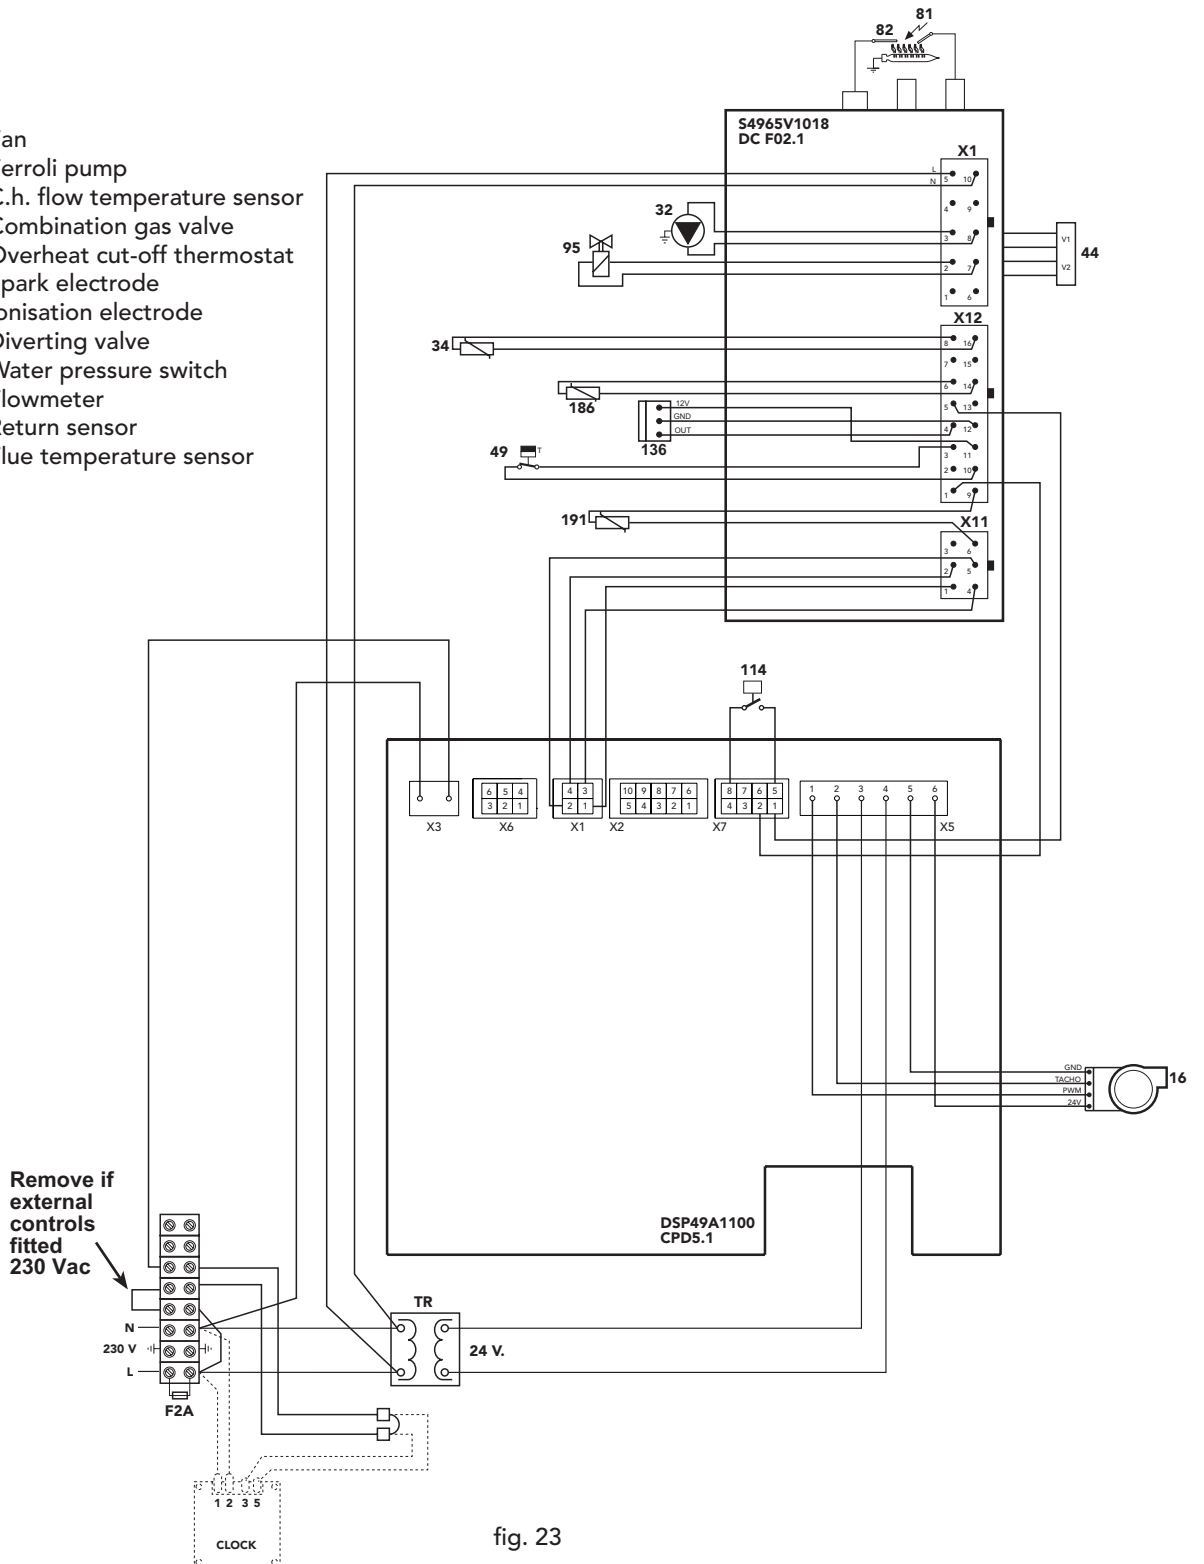 an
erroli pump
C.h. flow temperature sensor
Combination gas valve
Overheat cut-off thermostat
park electrode
onisation electrode
Diverting valve
Water pressure switch
lowmeter
Return sensor
lue temperature sensor
81
82
S4965V1018
DC F02.1
X1
L
N
5 10
4 9
3 8
2 7
1 6
32
95
V1
V2
44
X12
8 16
7 15
6 14
5 13
4 12
3 11
2 10
1 9
34
186
12V
GND
OUT
136
49
T
191
X11
3 6
2 5
1 4
114
X3
6 5 4
3 2 1
X6
4 3
2 1
X1
10 9 8 7 6
5 4 3 2 1
X2
8 7 6 5
4 3 2 1
X7
1 2 3 4 5 6
X5
GND
TACHO
PWM
24V
16
DSP49A1100
CPD5.1
Remove if
external
controls
fitted
230 Vac
N
230 V
L
F2A
TR
24 V.
1 2 3 5
CLOCK
fig. 23